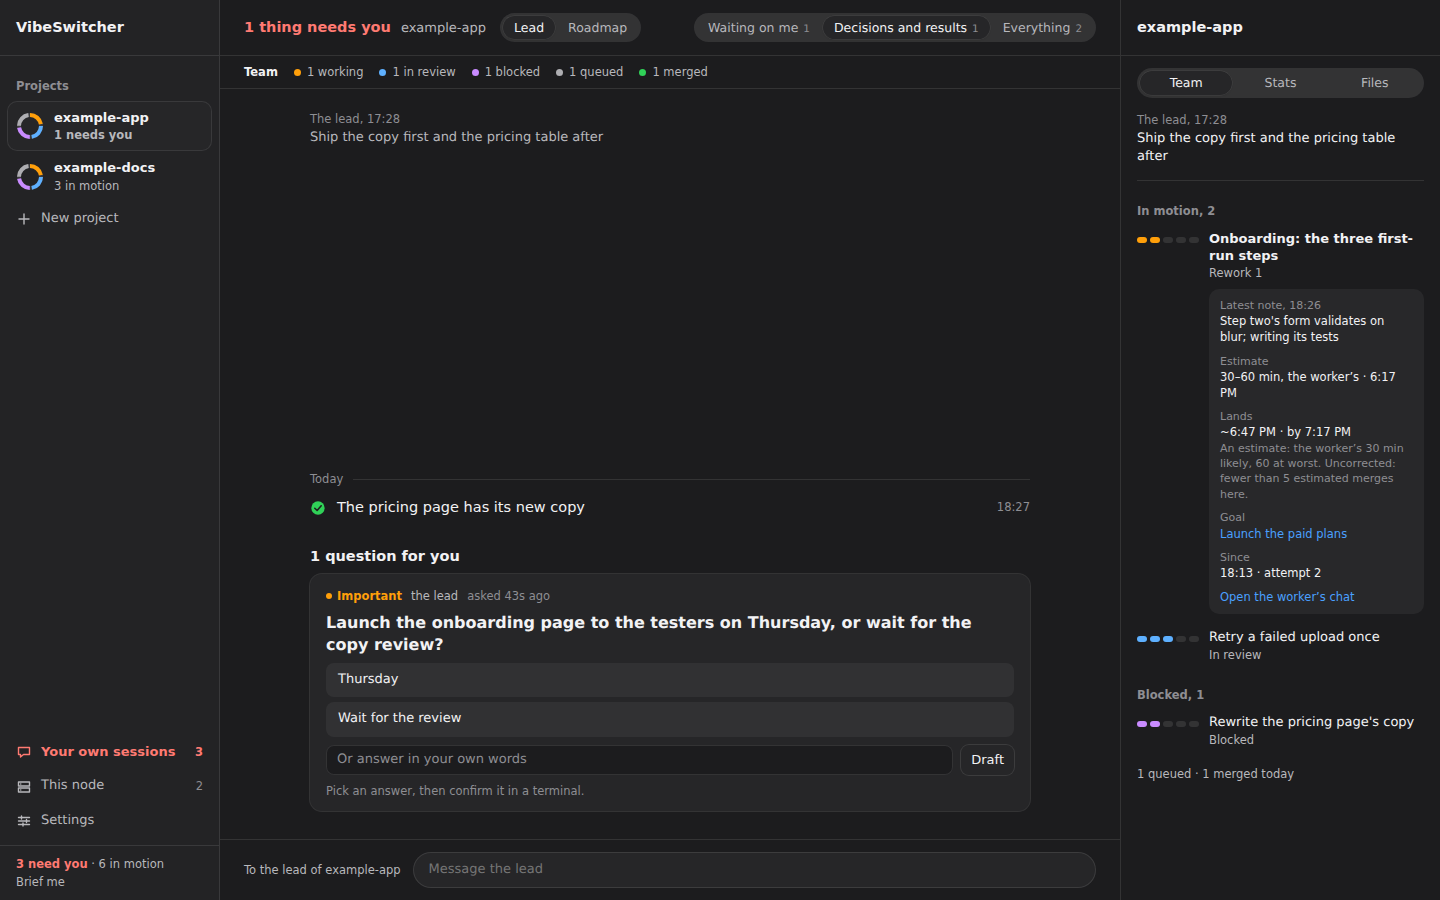 VibeSwitcher
Projects
example-app
1 needs you
example-docs
3 in motion
New project
Your own sessions 3
This node 2
Settings
3 need you · 6 in motion
Brief me
1 thing needs you example-app Lead Roadmap Waiting on me 1 Decisions and results 1 Everything 2
Team 1 working 1 in review 1 blocked 1 queued 1 merged
The lead, 17:28
Ship the copy first and the pricing table after
Today
The pricing page has its new copy 18:27
1 question for you
Important the lead asked 43s ago
Launch the onboarding page to the testers on Thursday, or wait for the
copy review?
Thursday
Wait for the review
Or answer in your own words Draft
Pick an answer, then confirm it in a terminal.
To the lead of example-app Message the lead
example-app
Team Stats Files
The lead, 17:28
Ship the copy first and the pricing table
after
In motion, 2
Onboarding: the three first-
run steps
Rework 1
Latest note, 18:26
Step two's form validates on
blur; writing its tests
Estimate
30–60 min, the worker’s · 6:17
PM
Lands
~6:47 PM · by 7:17 PM
An estimate: the worker’s 30 min
likely, 60 at worst. Uncorrected:
fewer than 5 estimated merges
here.
Goal
Launch the paid plans
Since
18:13 · attempt 2
Open the worker’s chat
Retry a failed upload once
In review
Blocked, 1
Rewrite the pricing page's copy
Blocked
1 queued · 1 merged today